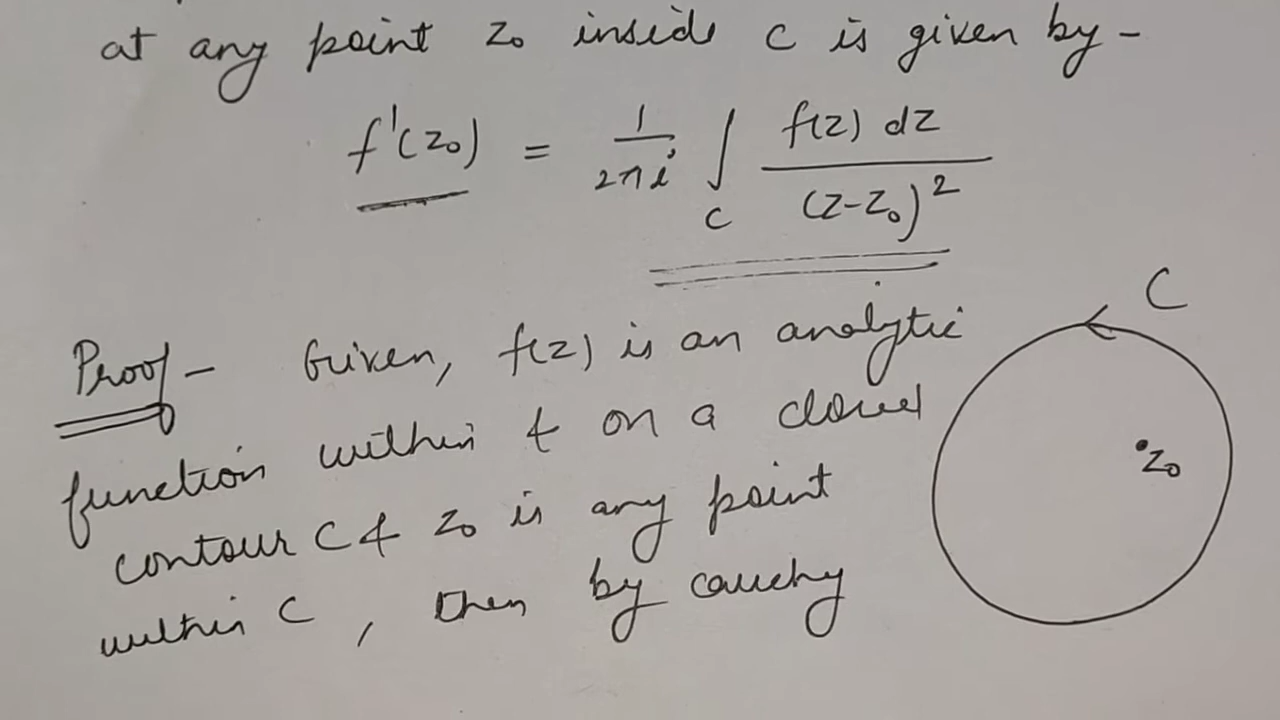 at any point z₀ inside C is given by -
f'(z₀) = 1/2πi ∫_C f(z) dz / (z-z₀)²
C
Proof - Given, f(z) is an analytic
function within & on a closed
z₀
contour C & z₀ is any point
within C, then by cauchy